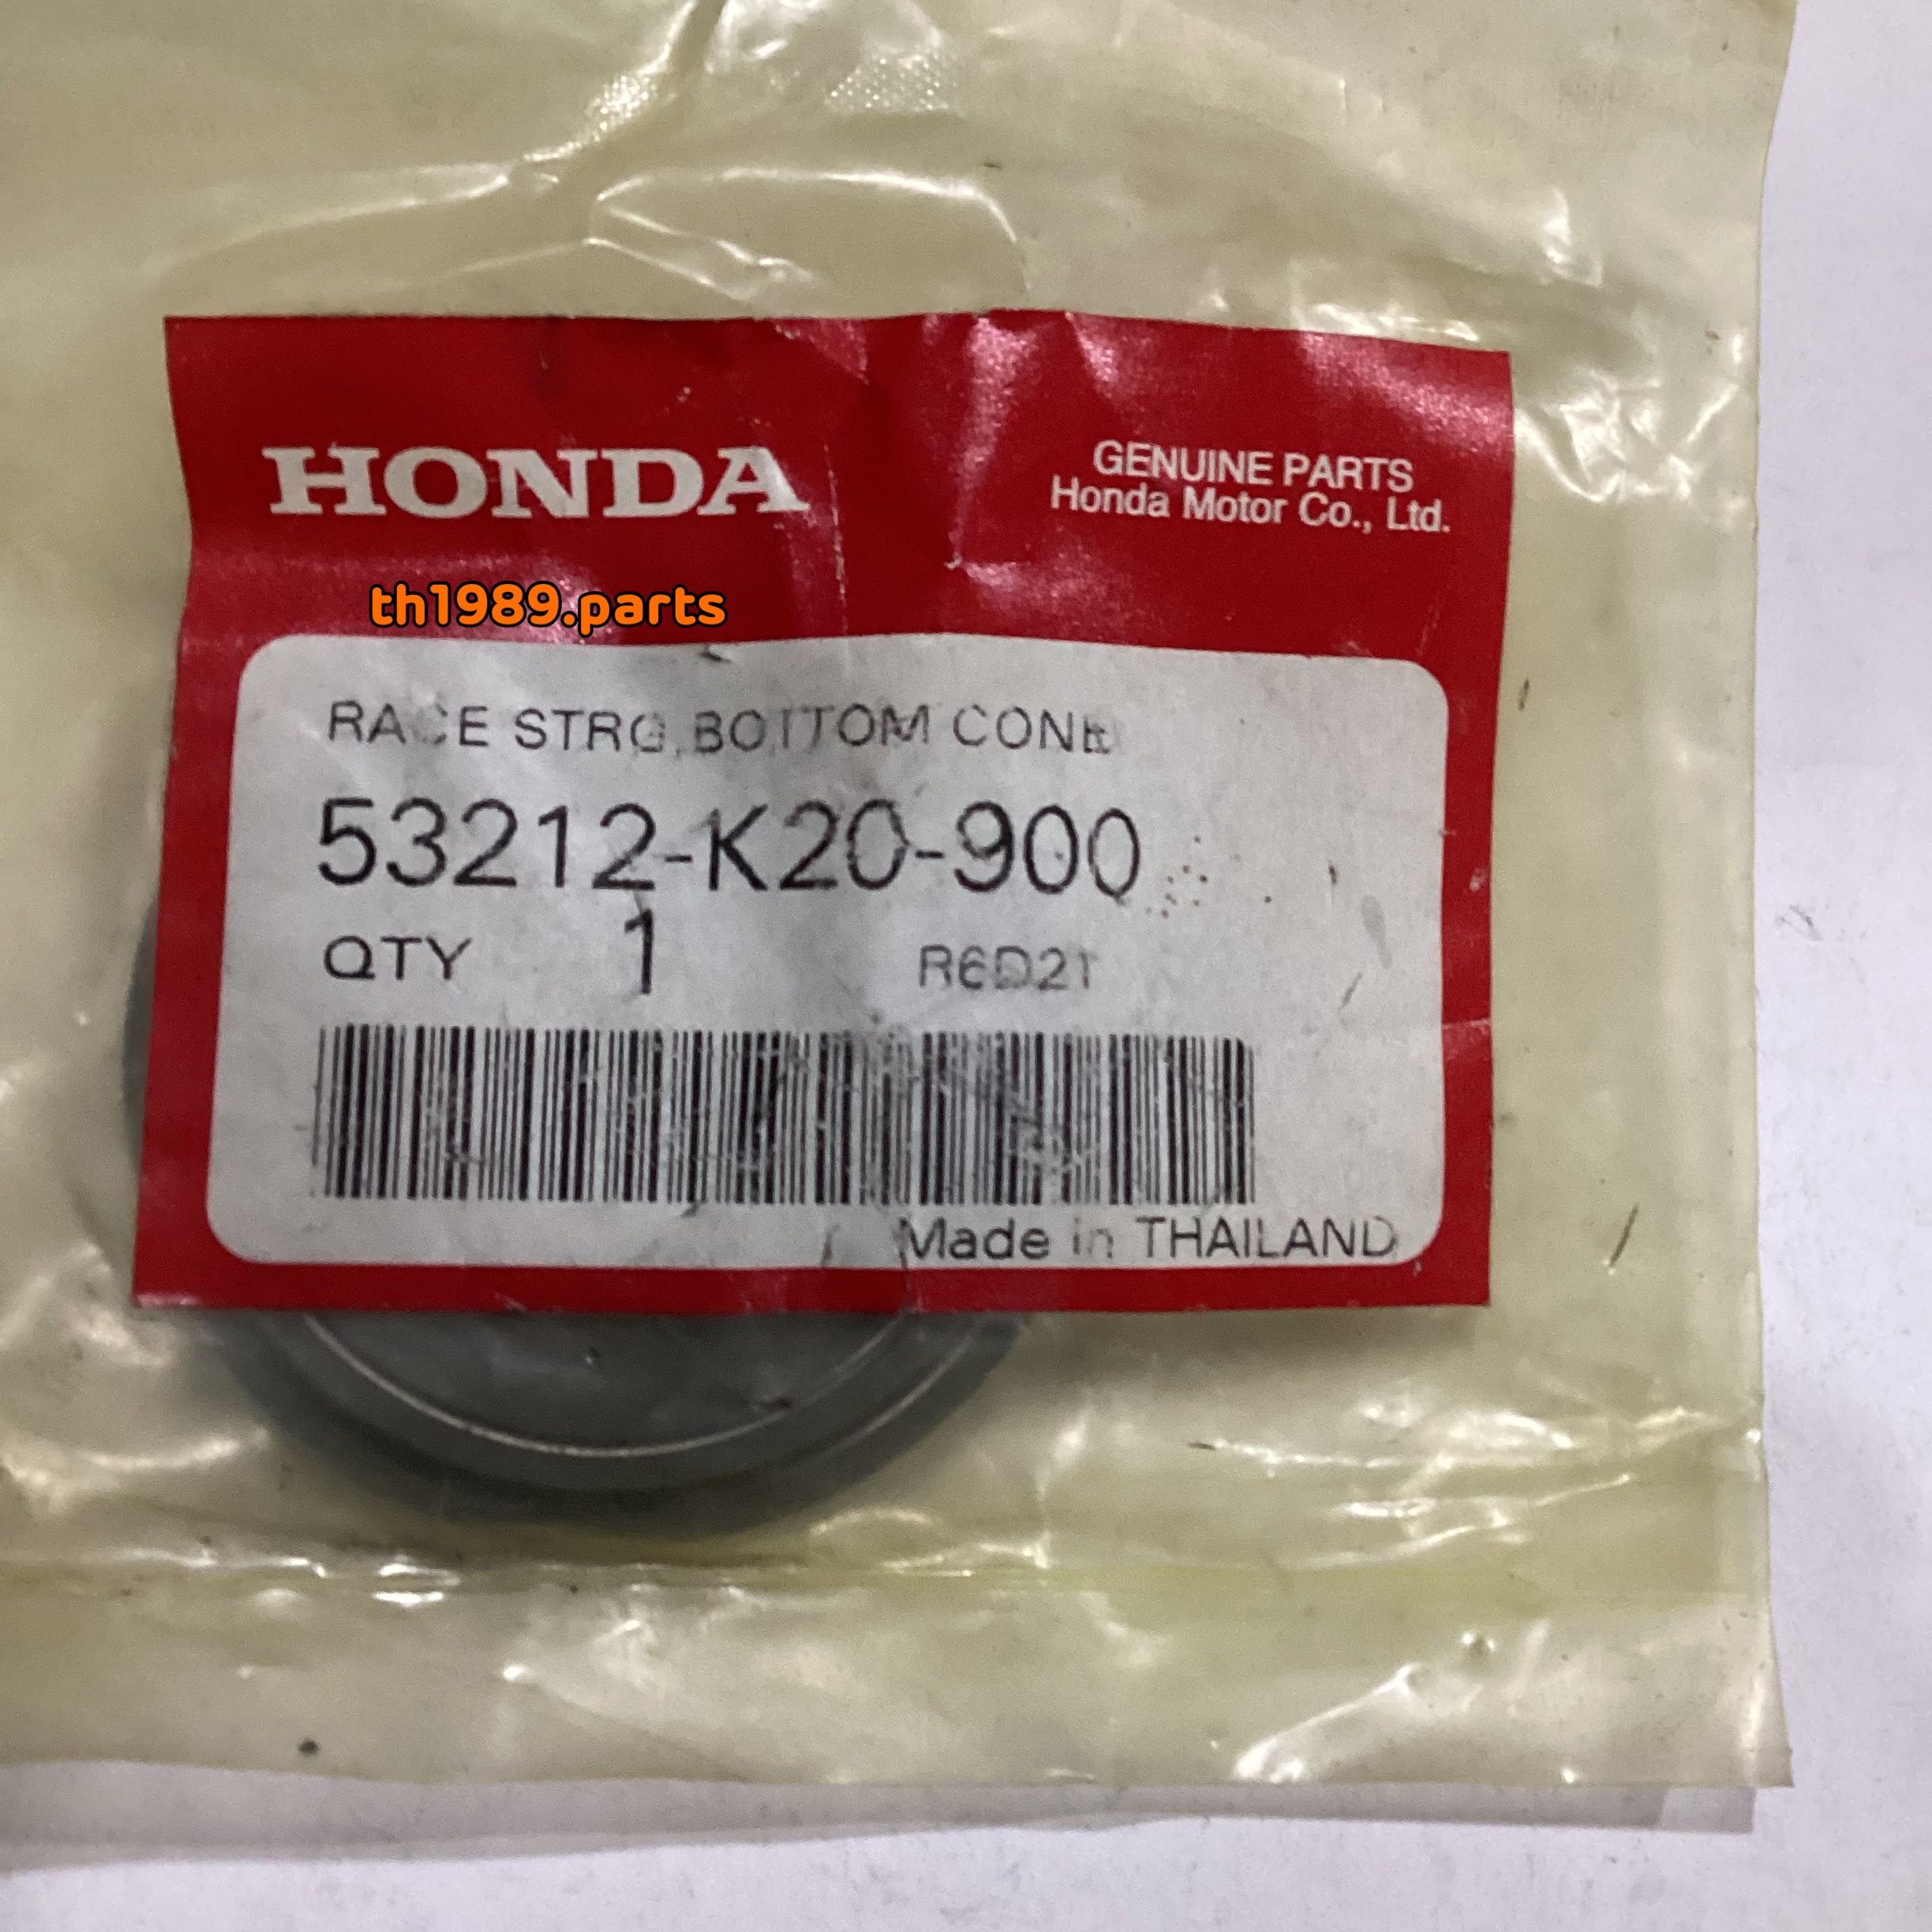 HONDA
GENUINE PARTS
Honda Motor Co., Ltd.
th1989.parts
RACE STRG,BOTTOM CONE
53212-K20-900
QTY 1 R6D21
Made in THAILAND